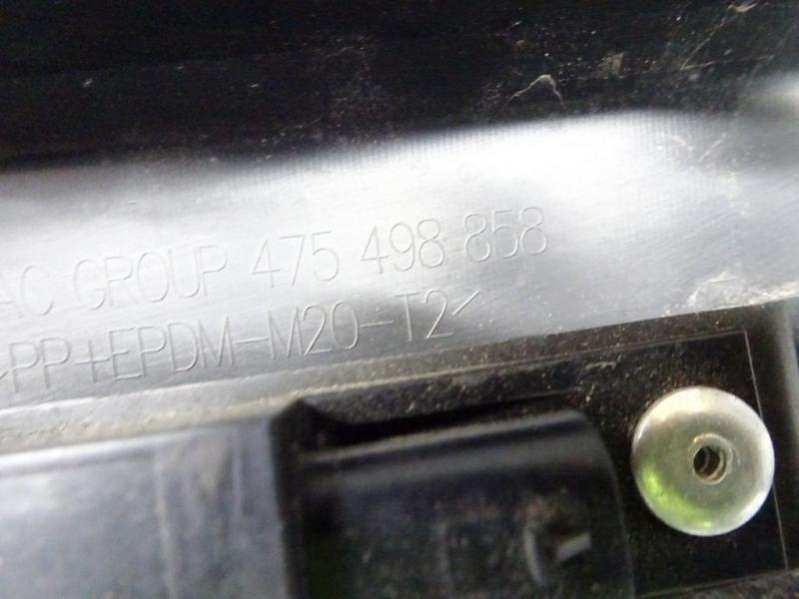 AC GROUP 475 498-858
>PP+EPDM-M20-T2<